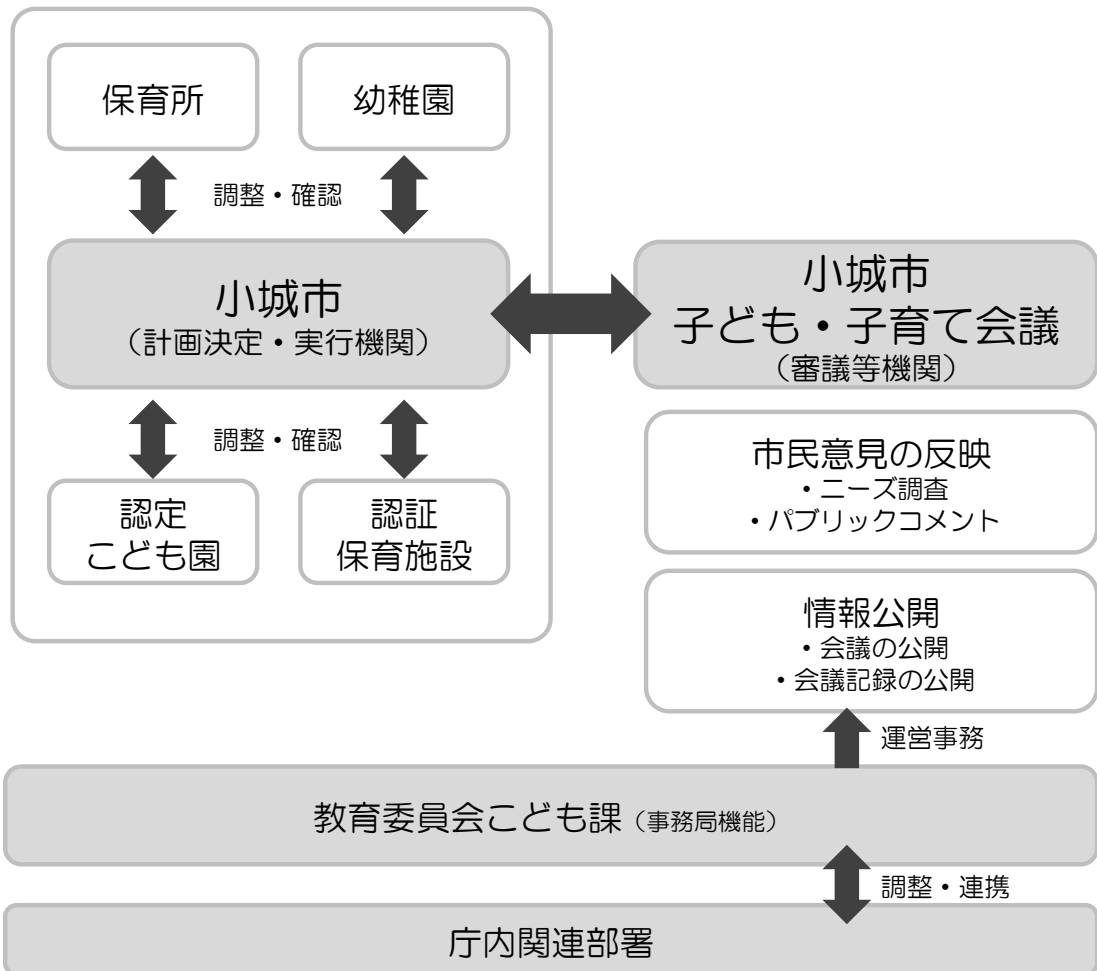 保育所
幼稚園
調整・確認
小城市
（計画決定・実行機関）
調整・確認
認定
こども園
認証
保育施設
小城市
子ども・子育て会議
（審議等機関）
市民意見の反映
・ニーズ調査
・パブリックコメント
情報公開
・会議の公開
・会議記録の公開
運営事務
教育委員会こども課（事務局機能）
調整・連携
庁内関連部署